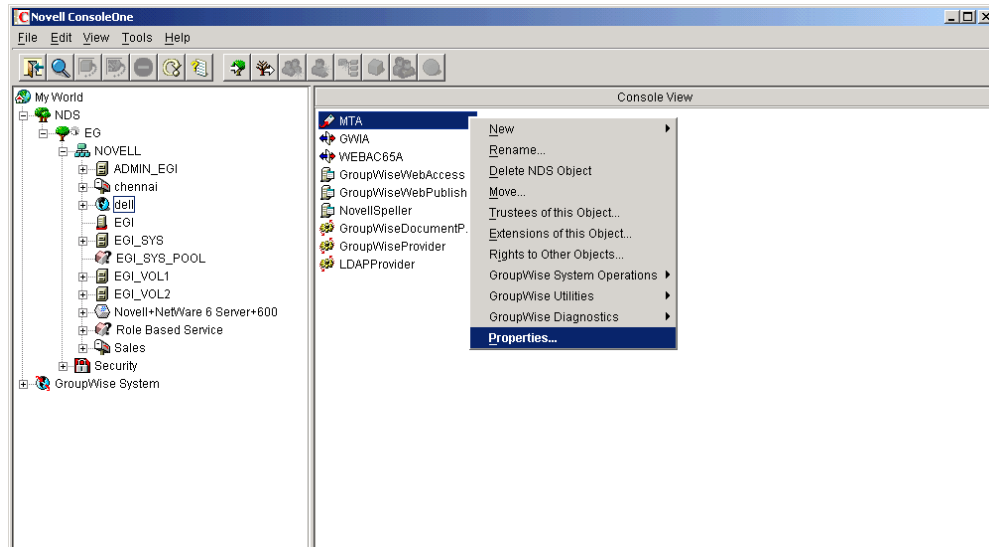 Novell ConsoleOne
File Edit View Tools Help
My World
NDS
EG
NOVELL
ADMIN_EGI
chennai
dell
EGI
EGI_SYS
EGI_SYS_POOL
EGI_VOL1
EGI_VOL2
Novell+NetWare 6 Server+600
Role Based Service
Sales
Security
GroupWise System
Console View
MTA
GWIA
WEBAC65A
GroupWiseWebAccess
GroupWiseWebPublish
NovellSpeller
GroupWiseDocumentP.
GroupWiseProvider
LDAPProvider
New
Rename...
Delete NDS Object
Move...
Trustees of this Object...
Extensions of this Object...
Rights to Other Objects...
GroupWise System Operations
GroupWise Utilities
GroupWise Diagnostics
Properties...